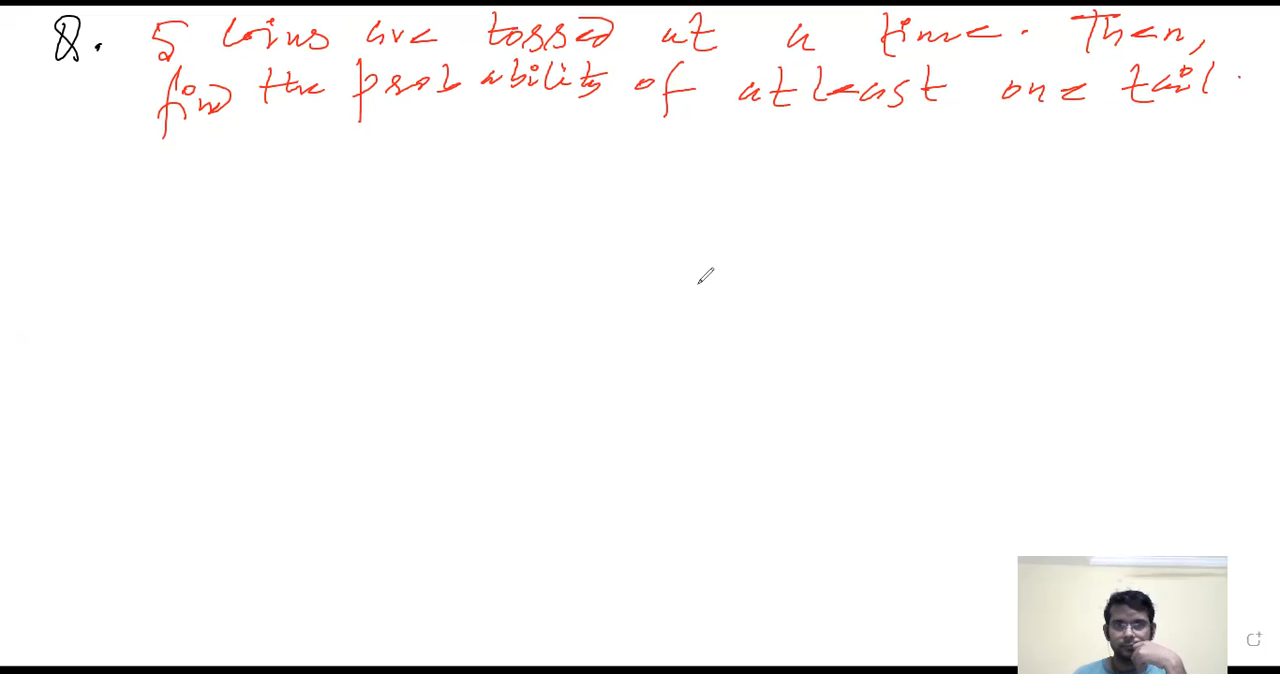 Q. 5 coins are tossed at a time. Then,
find the probability of atleast one tail.